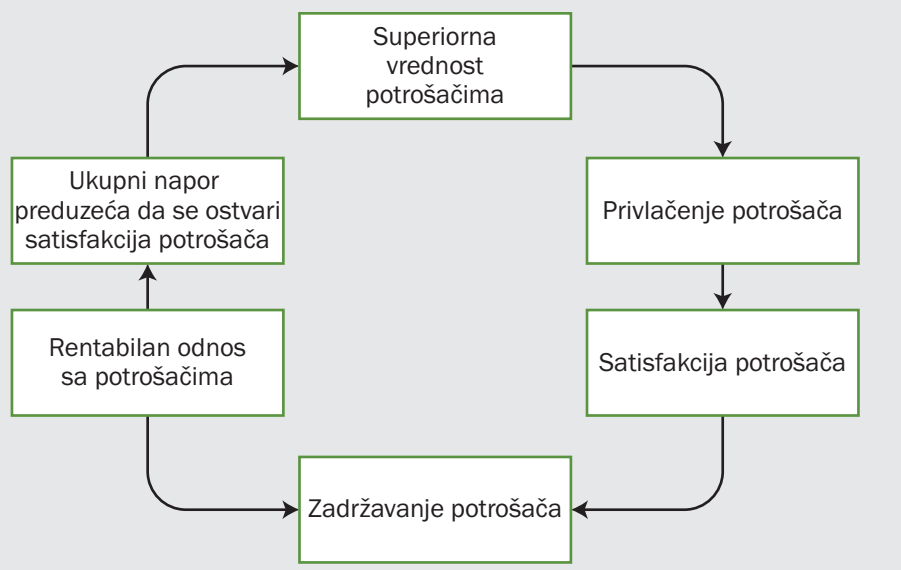 Superiorna
vrednost
potrošačima
Ukupni napor
preduzeća da se ostvari
satisfakcija potrošača
Privlačenje potrošača
Rentabilan odnos
sa potrošačima
Satisfakcija potrošača
Zadržavanje potrošača